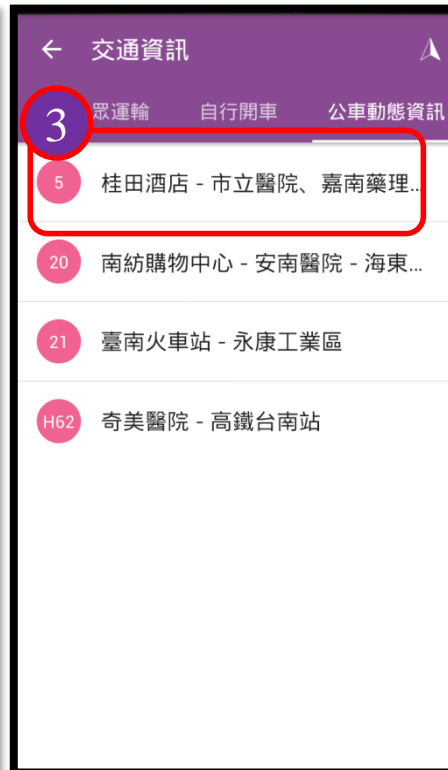 ← 交通資訊
3
眾運輸 自行開車 公車動態資訊
5 桂田酒店 - 市立醫院、嘉南藥理...
20 南紡購物中心 - 安南醫院 - 海東...
21 臺南火車站 - 永康工業區
H62 奇美醫院 - 高鐵台南站